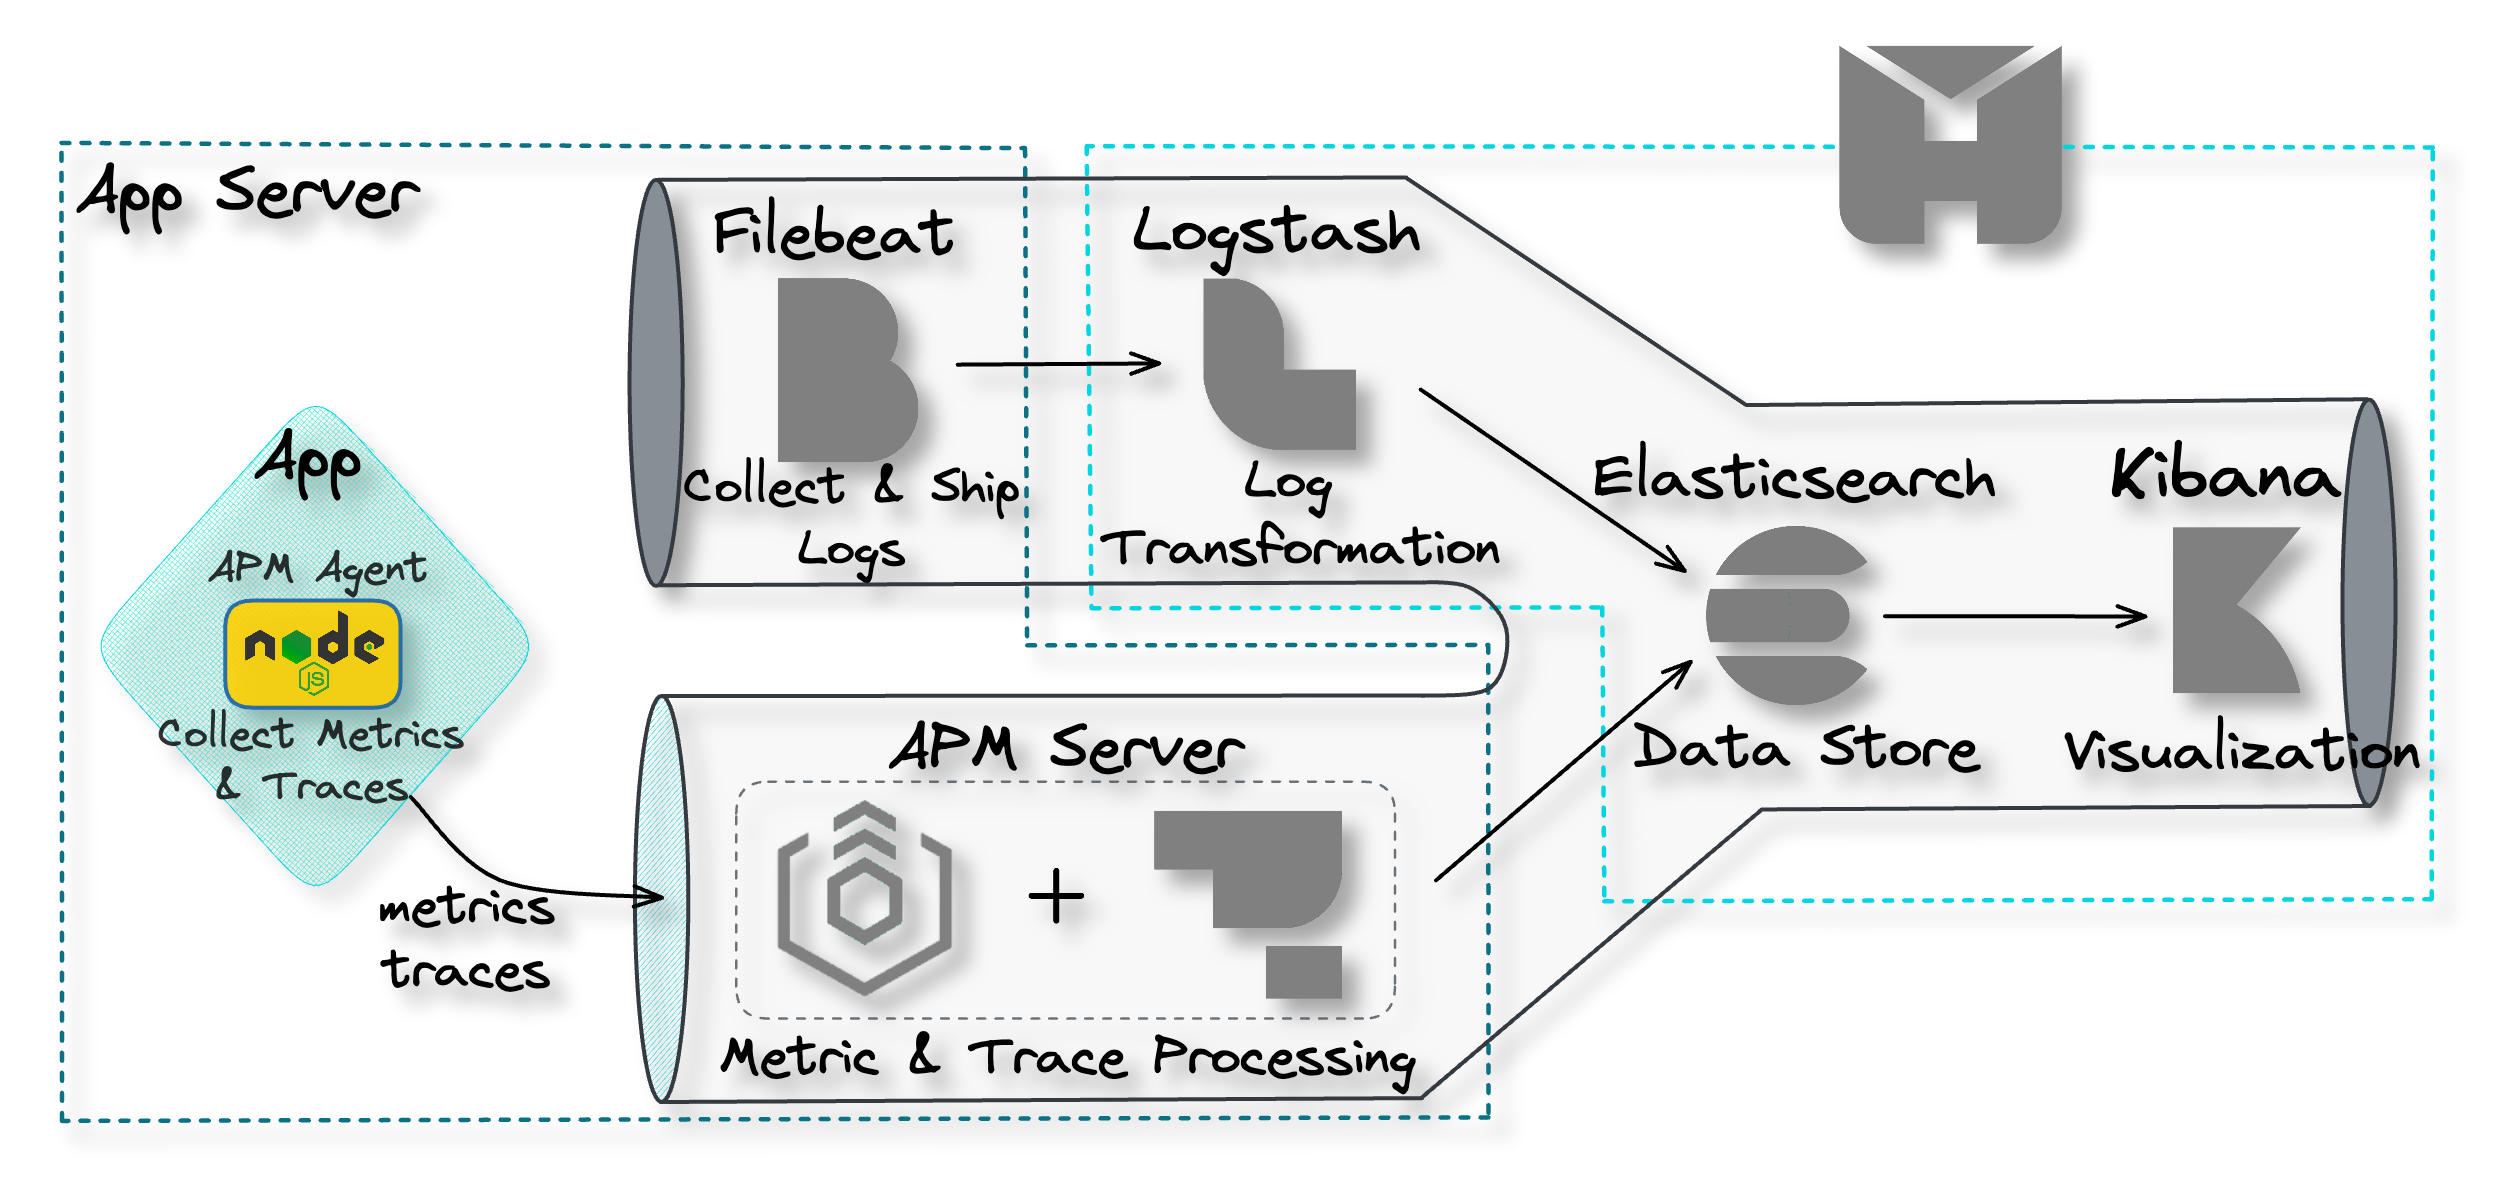 App Server
Filebeat
Collect & Ship
Logs
Logstash
Log
Transformation
Elasticsearch
Data Store
Kibana
Visualization
App
APM Agent
node
JS
Collect Metrics
& Traces
metrics
traces
APM Server
+
Metric & Trace Processing